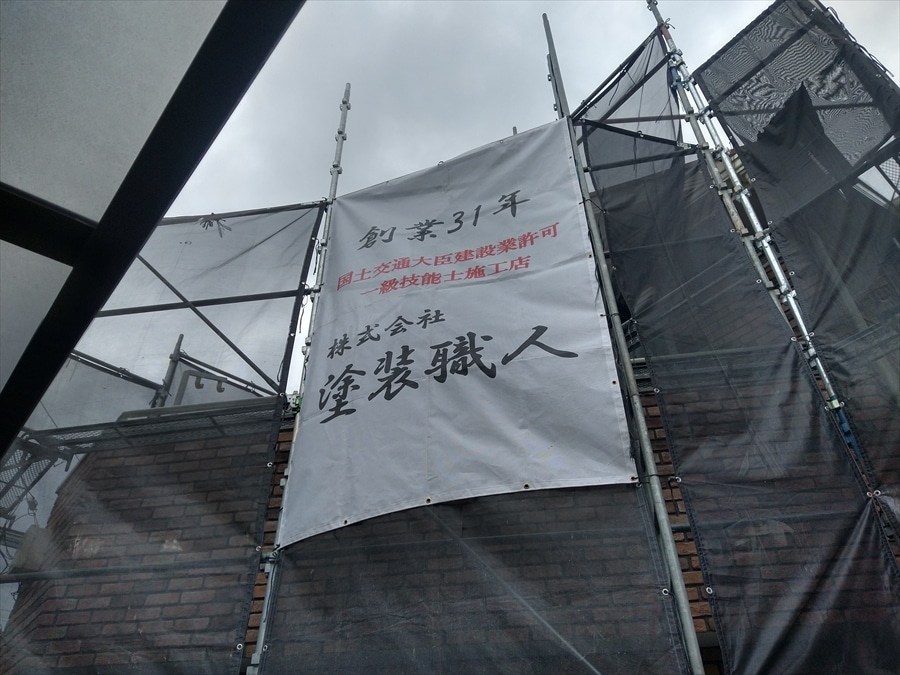 創業31年
国土交通大臣建設業許可
一級技能士施工店
株式会社
塗装職人